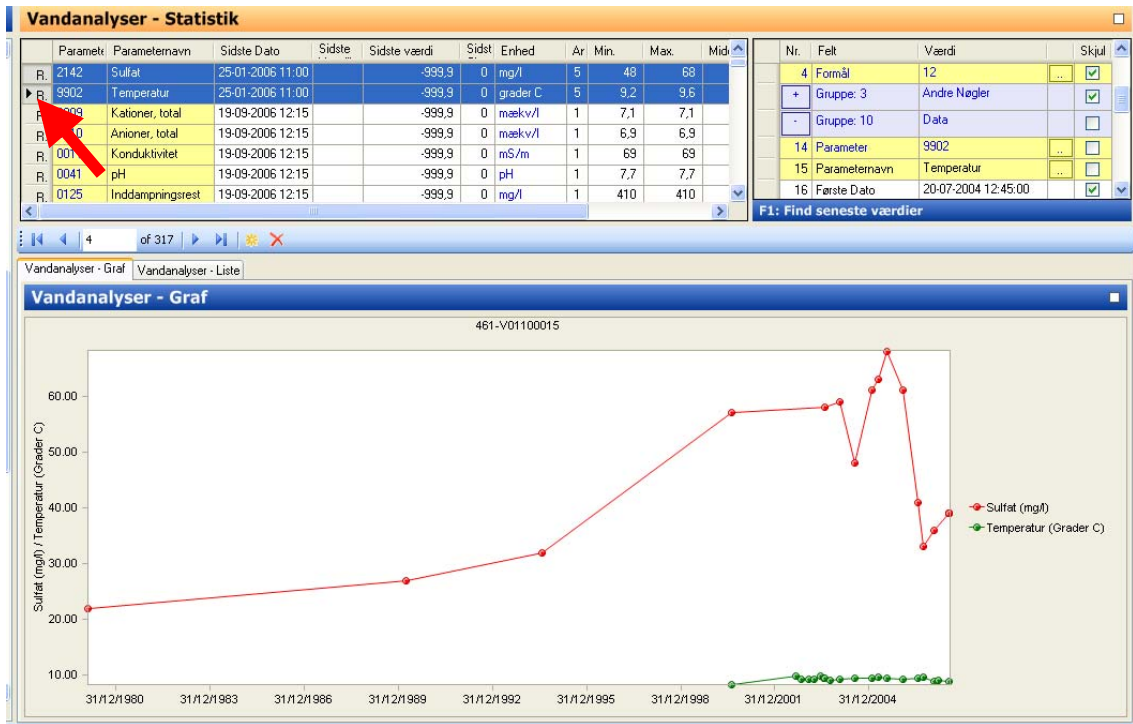 Vandanalyser - Statistik
Parameternavn Sidste Dato Sidste Sidste værdi Sidst Enhed Ar Min. Max.
R. 2142 Sulfat 25-01-2006 11:00 -999,9 0 mg/l 5 48 68
R. 9902 Temperatur 25-01-2006 11:00 -999,9 0 grader C 5 9,2 9,6
Kationer, total 19-09-2006 12:15 -999,9 0 mækv/l 1 7,1 7,1
Anioner, total 19-09-2006 12:15 -999,9 0 mækv/l 1 6,9 6,9
R. Konduktivitet 19-09-2006 12:15 -999,9 0 mS/m 1 69 69
R. 0041 pH 19-09-2006 12:15 -999,9 0 pH 1 7,7 7,7
R. 0125 Inddampningsrest 19-09-2006 12:15 -999,9 0 mg/l 1 410 410
Nr. Felt Værdi Skjul
4 Formål 12 ..
+ Gruppe: 3 Andre Nøgler
- Gruppe: 10 Data
14 Parameter 9902 ..
15 Parameternavn Temperatur ..
16 Første Dato 20-07-2004 12:45:00
F1: Find seneste værdier
4 of 317
Vandanalyser - Graf Vandanalyser - Liste
Vandanalyser - Graf
461-V01100015
Sulfat (mg/l) / Temperatur (Grader C)
60.00
50.00
40.00
30.00
20.00
10.00
Sulfat (mg/l)
Temperatur (Grader C)
31/12/1980 31/12/1983 31/12/1986 31/12/1989 31/12/1992 31/12/1995 31/12/1998 31/12/2001 31/12/2004